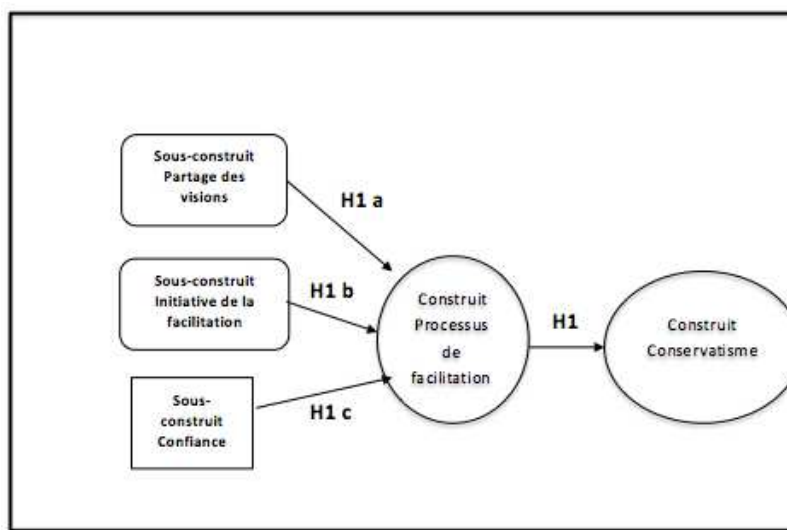 Sous-construit
Partage des
visions
H1 a
Sous-construit
Initiative de la
facilitation
H1 b
Construit
Processus
de
facilitation
H1
Construit
Conservatisme
Sous-
construit
Confiance
H1 c